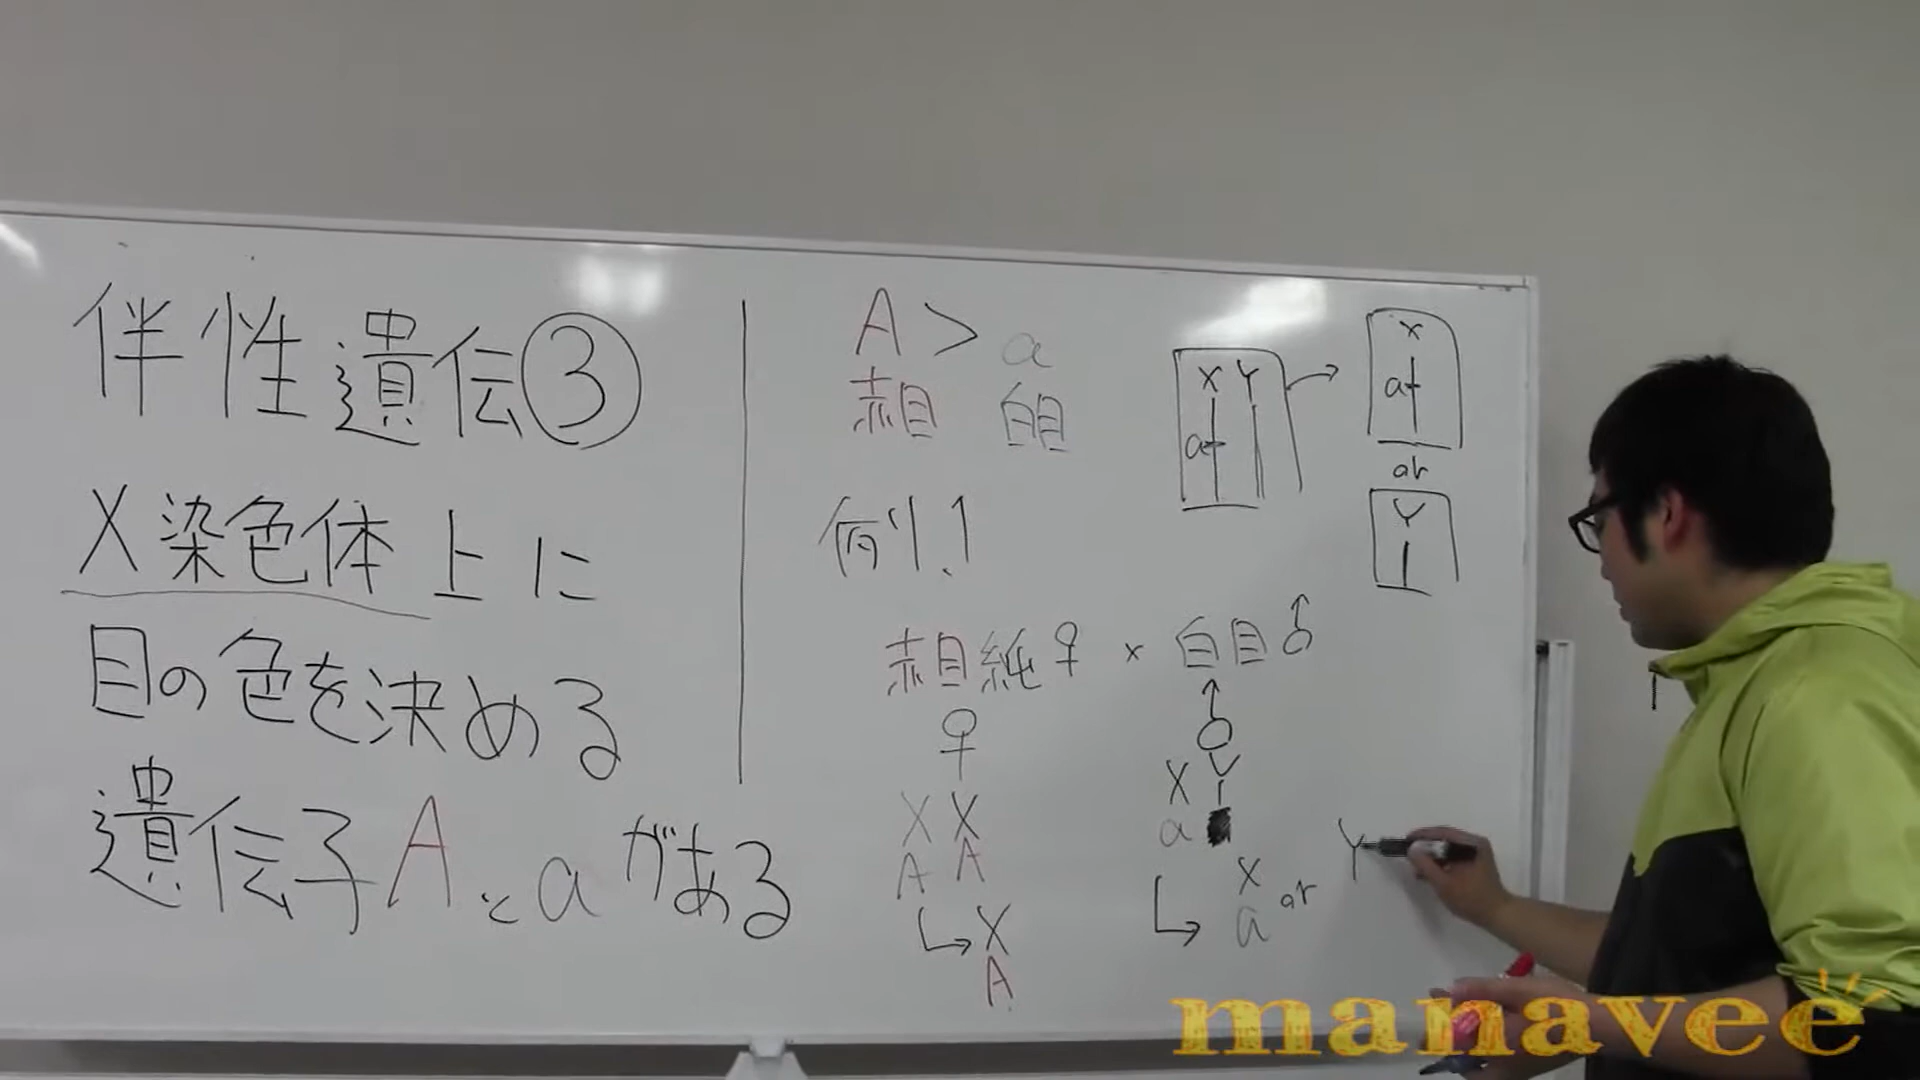 伴性遺伝③
X染色体上に
目の色を決める
遺伝子Aとaがある
A > a
赤目 白目
例.1
赤目純♀ × 白目♂
♀ ♂
X X
A A
X
A
X Y
a
X or Y
a
X Y
a
X
a
or
Y
manavee